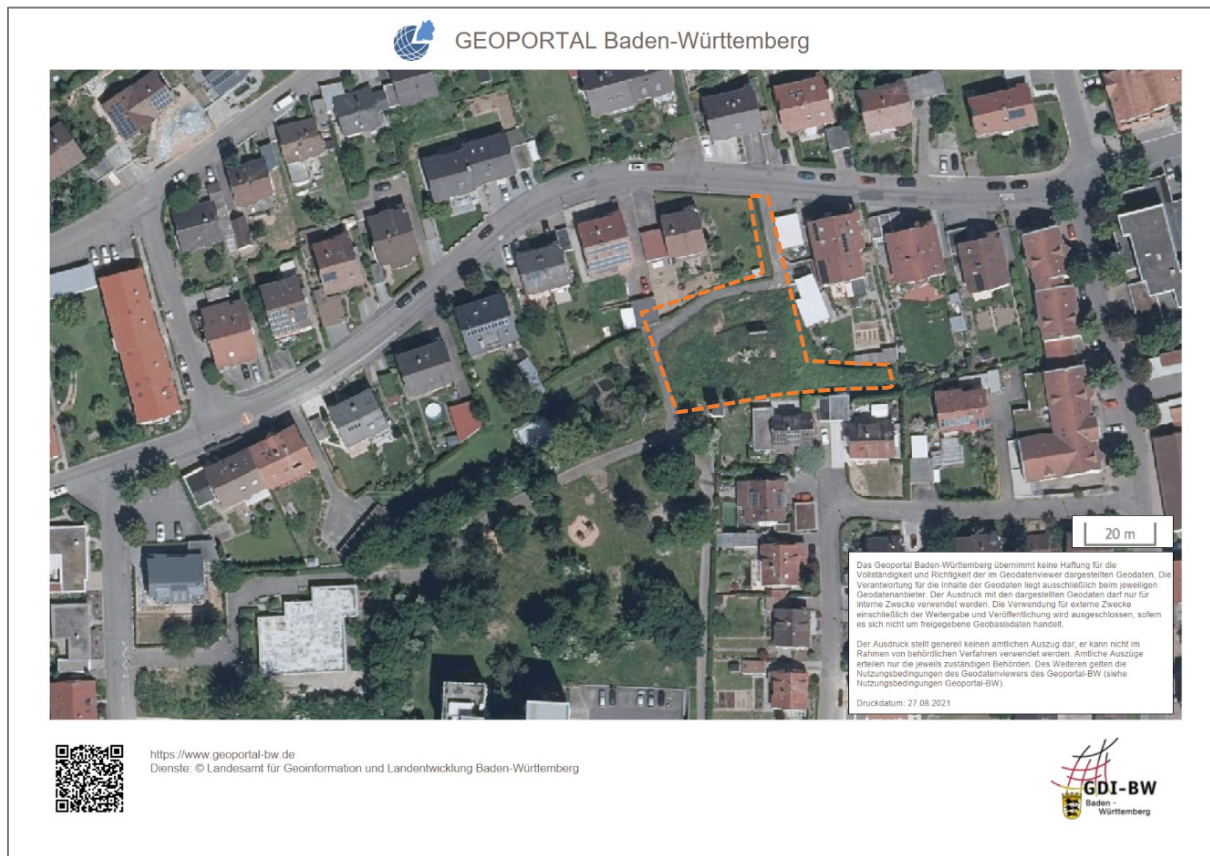 GEOPORTAL Baden-Württemberg
20 m
Das Geoportal Baden-Württemberg übernimmt keine Haftung für die
Vollständigkeit und Richtigkeit der im Geodatenviewer dargestellten Geodaten. Die
Verantwortung für die Inhalte der Geodaten liegt ausschließlich beim jeweiligen
Geodatenanbieter. Der Ausdruck mit den dargestellten Geodaten darf nur für
interne Zwecke verwendet werden. Die Verwendung für externe Zwecke
einschließlich der Weitergabe und Veröffentlichung wird ausgeschlossen, sofern
es sich nicht um freigegebene Geobasisdaten handelt.
Der Ausdruck stellt generell keinen amtlichen Auszug dar, er kann nicht im
Rahmen von behördlichen Verfahren verwendet werden. Amtliche Auszüge
erteilen nur die jeweils zuständigen Behörden. Des Weiteren gelten die
Nutzungsbedingungen des Geodatenviewers des Geoportal-BW (siehe
Nutzungsbedingungen Geoportal-BW).
Druckdatum: 27.08.2021
https://www.geoportal-bw.de
Dienste: © Landesamt für Geoinformation und Landentwicklung Baden-Württemberg
GDI-BW
Baden -
Württemberg